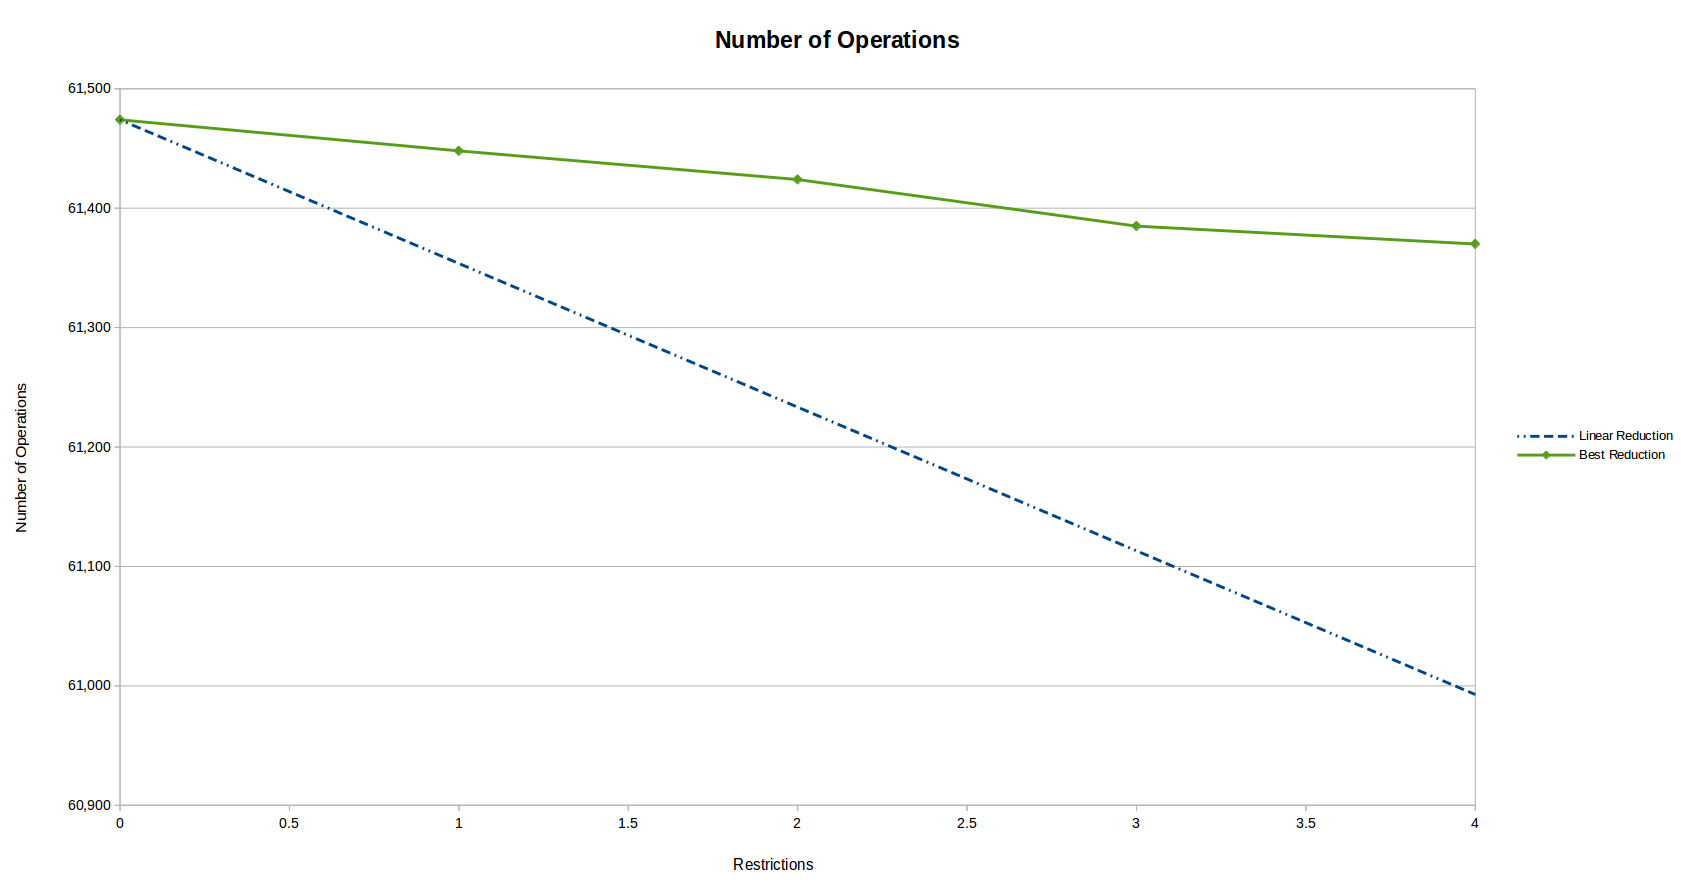 Number of Operations
61,500
61,400
61,300
61,200
61,100
61,000
60,900
Number of Operations
0 0.5 1 1.5 2 2.5 3 3.5 4
Restrictions
Linear Reduction
Best Reduction